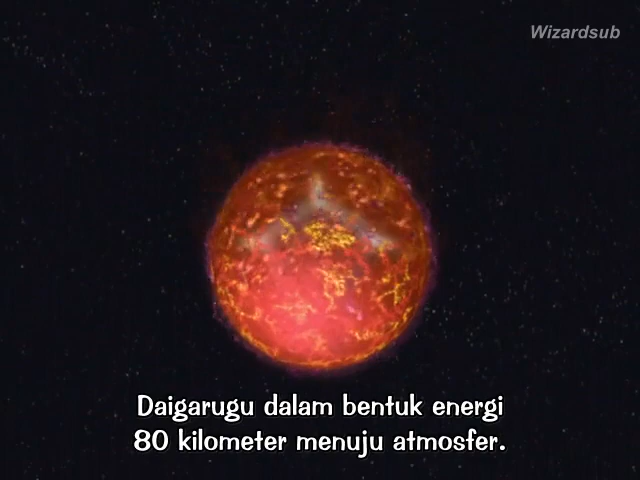 Wizardsub
Daigarugu dalam bentuk energi
80 kilometer menuju atmosfer.